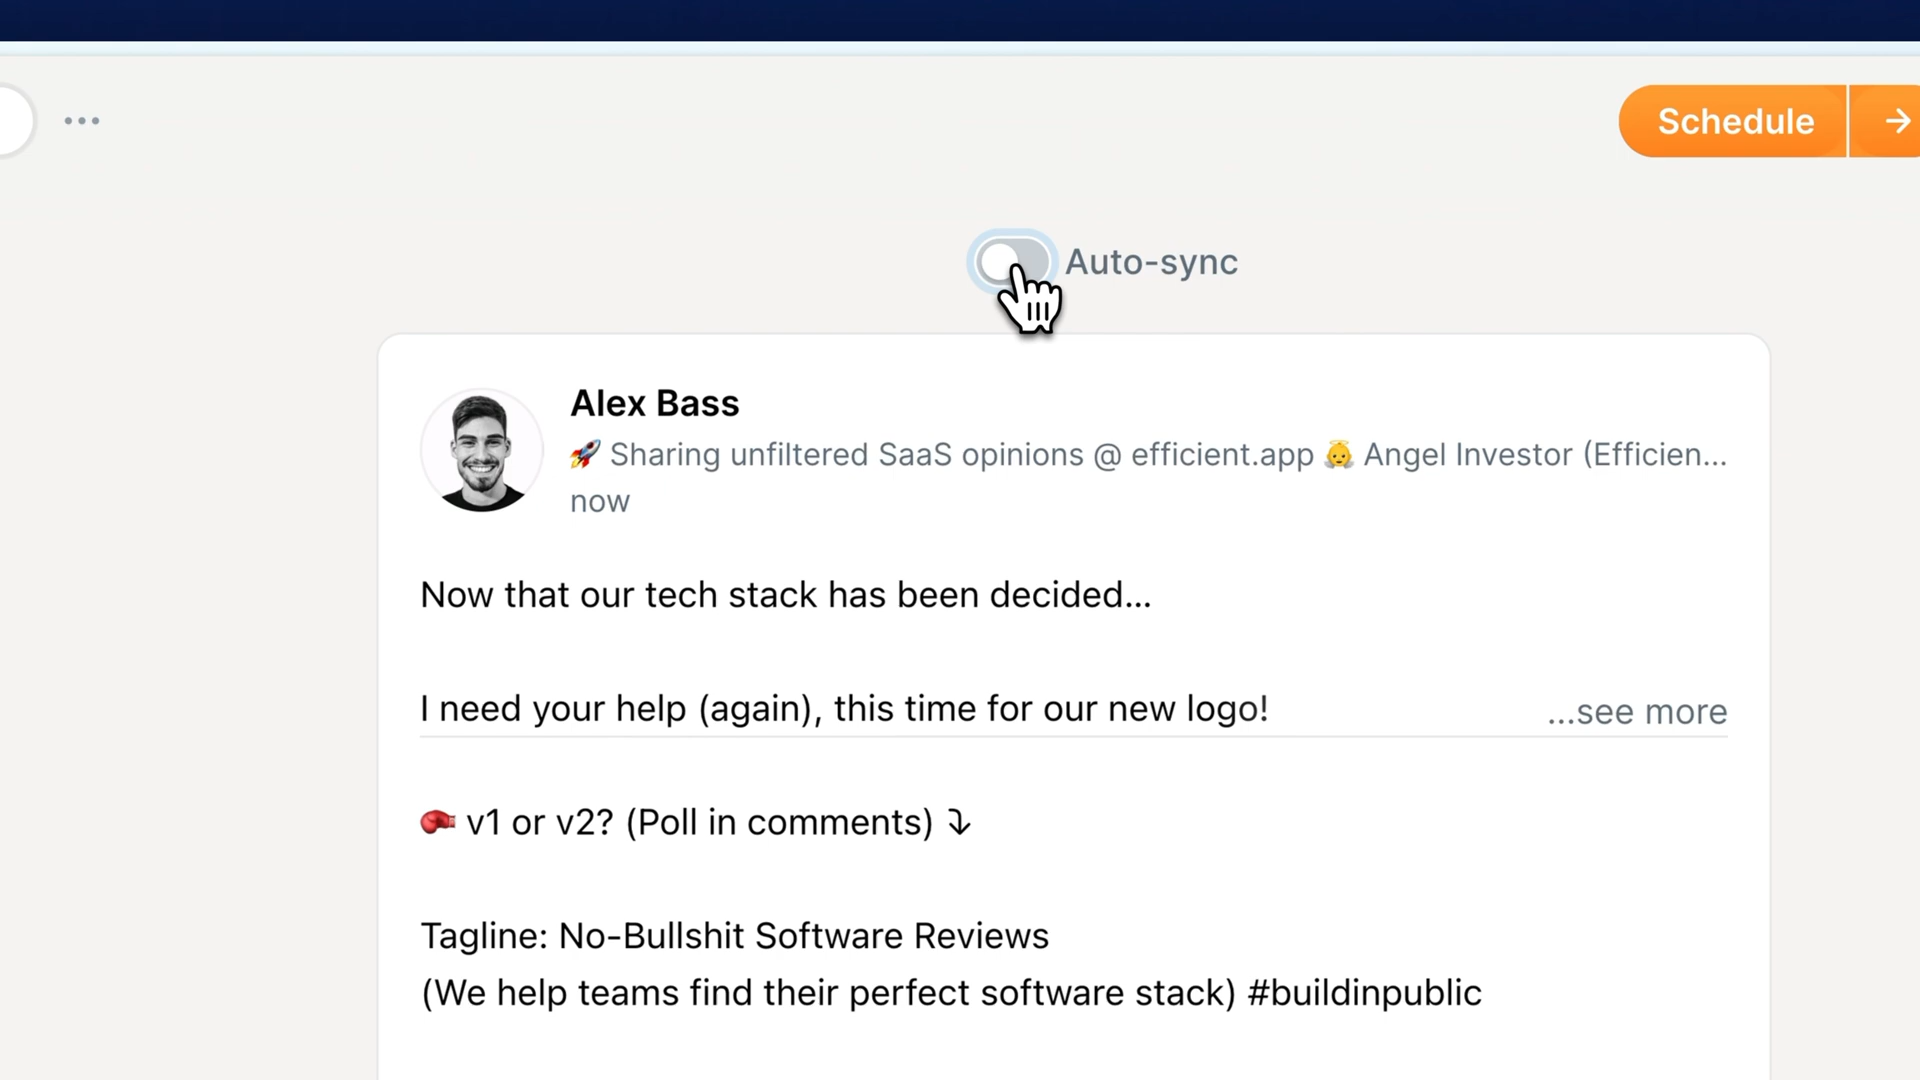 Schedule
Auto-sync
Alex Bass
🚀 Sharing unfiltered SaaS opinions @ efficient.app 👼 Angel Investor (Efficien...
now
Now that our tech stack has been decided...
I need your help (again), this time for our new logo!
...see more
🥊 v1 or v2? (Poll in comments) ⤵
Tagline: No-Bullshit Software Reviews
(We help teams find their perfect software stack) #buildinpublic